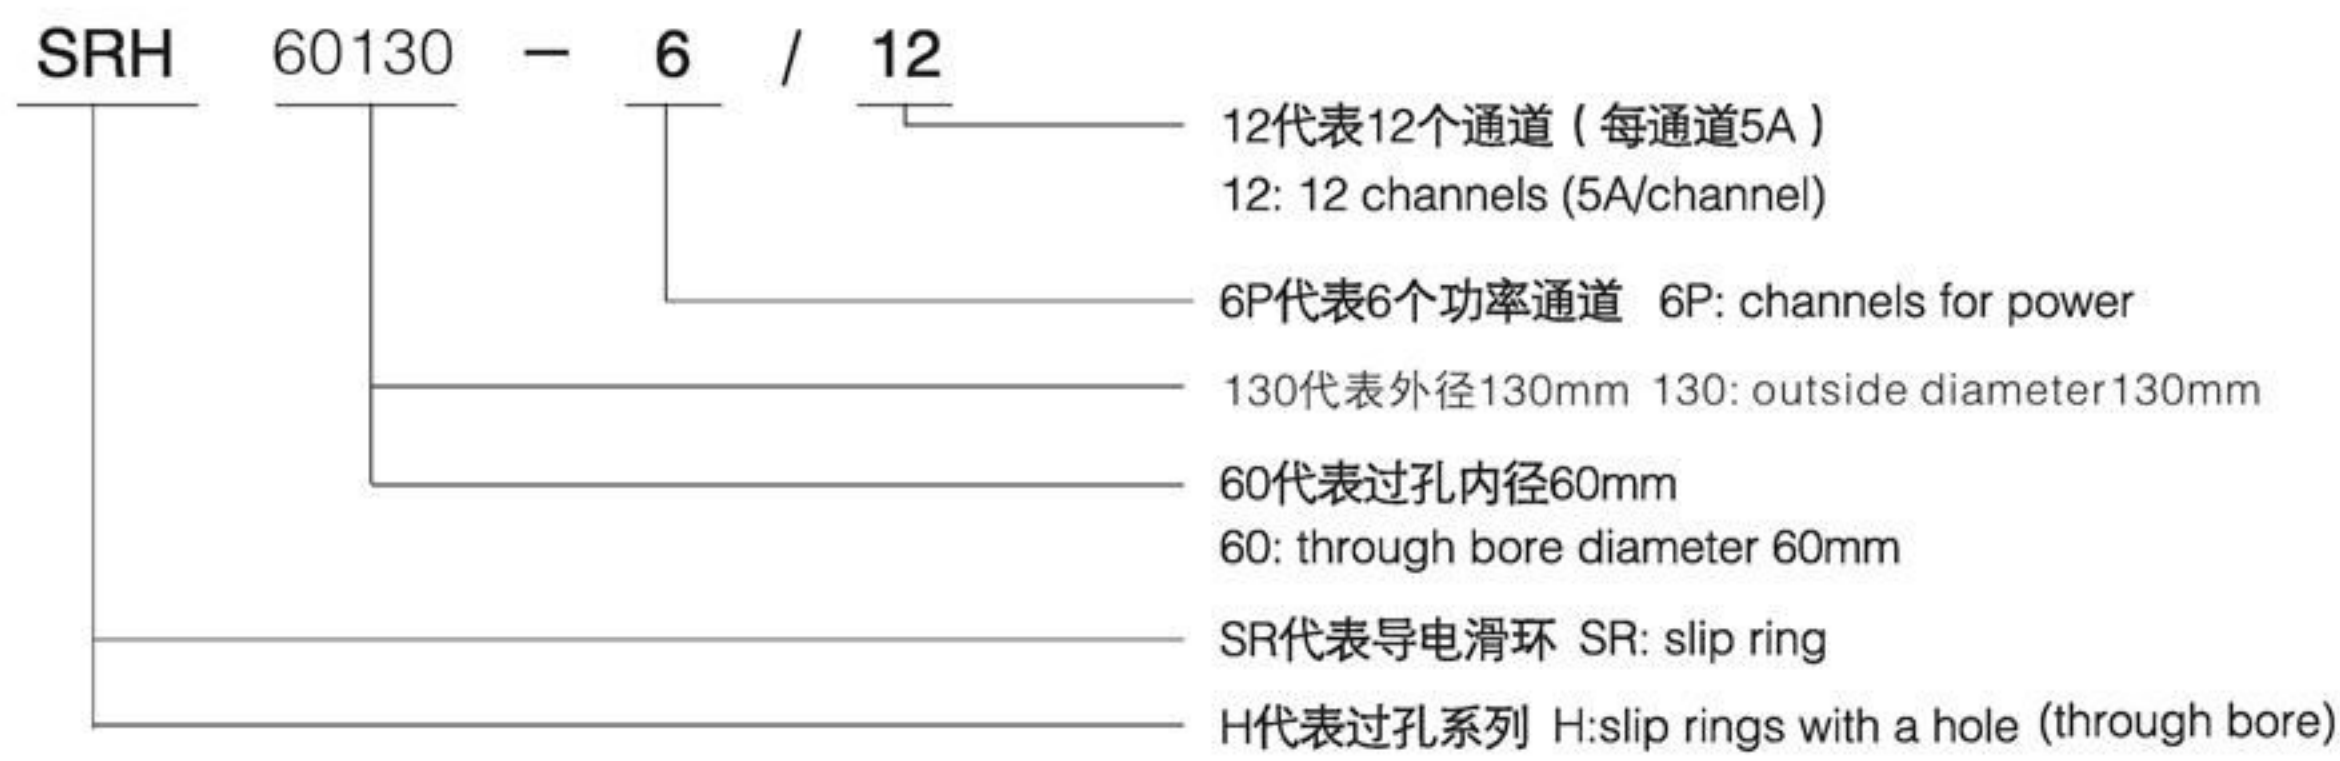 SRH 60130 – 6 / 12
12代表12个通道（每通道5A）
12: 12 channels (5A/channel)
6P代表6个功率通道 6P: channels for power
130代表外径130mm 130: outside diameter130mm
60代表过孔内径60mm
60: through bore diameter 60mm
SR代表导电滑环 SR: slip ring
H代表过孔系列 H:slip rings with a hole (through bore)